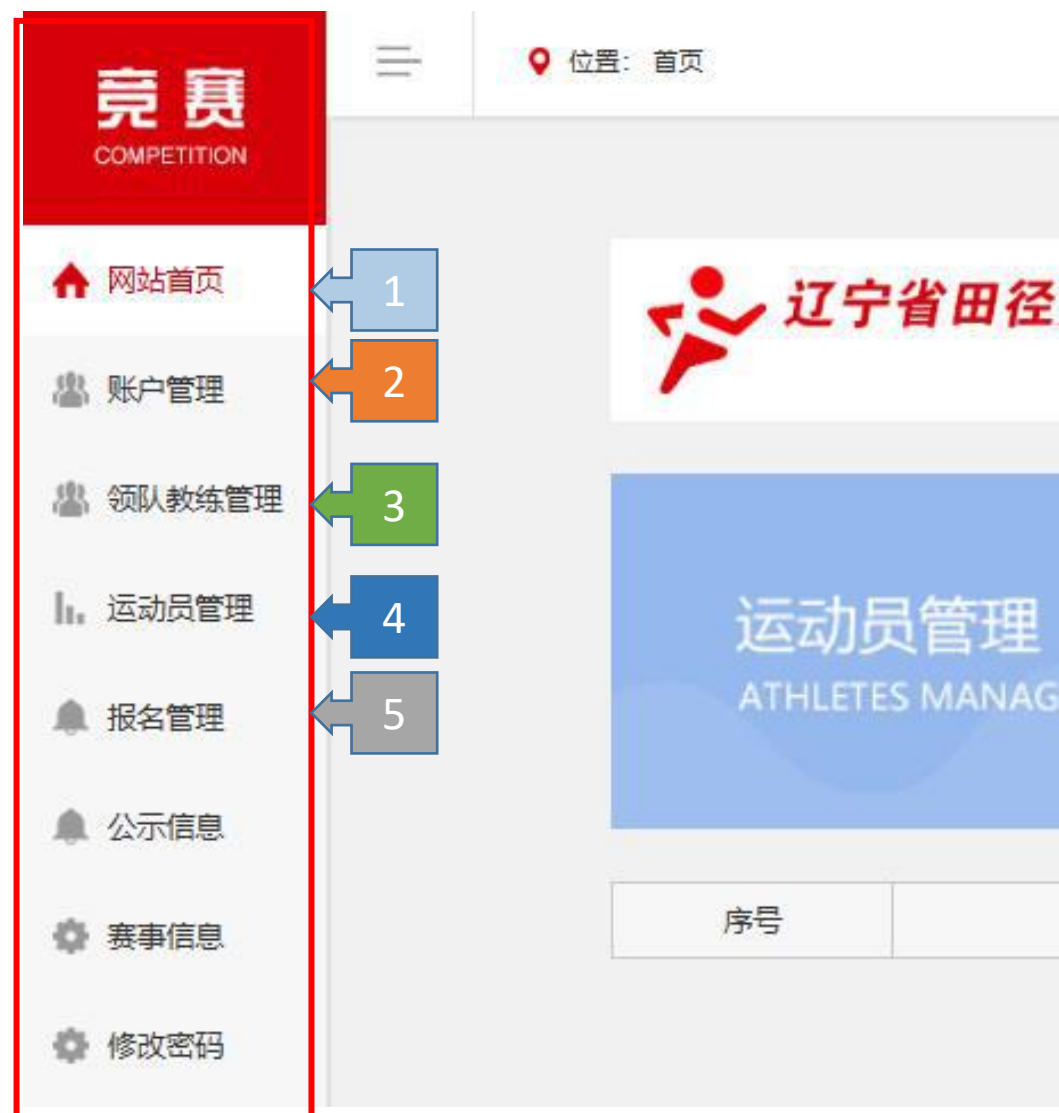 竞 赛
COMPETITION
位置: 首页
网站首页
1
账户管理
2
领队教练管理
3
运动员管理
4
报名管理
5
公示信息
赛事信息
修改密码
辽宁省田径
运动员管理
ATHLETES MANAG
序号